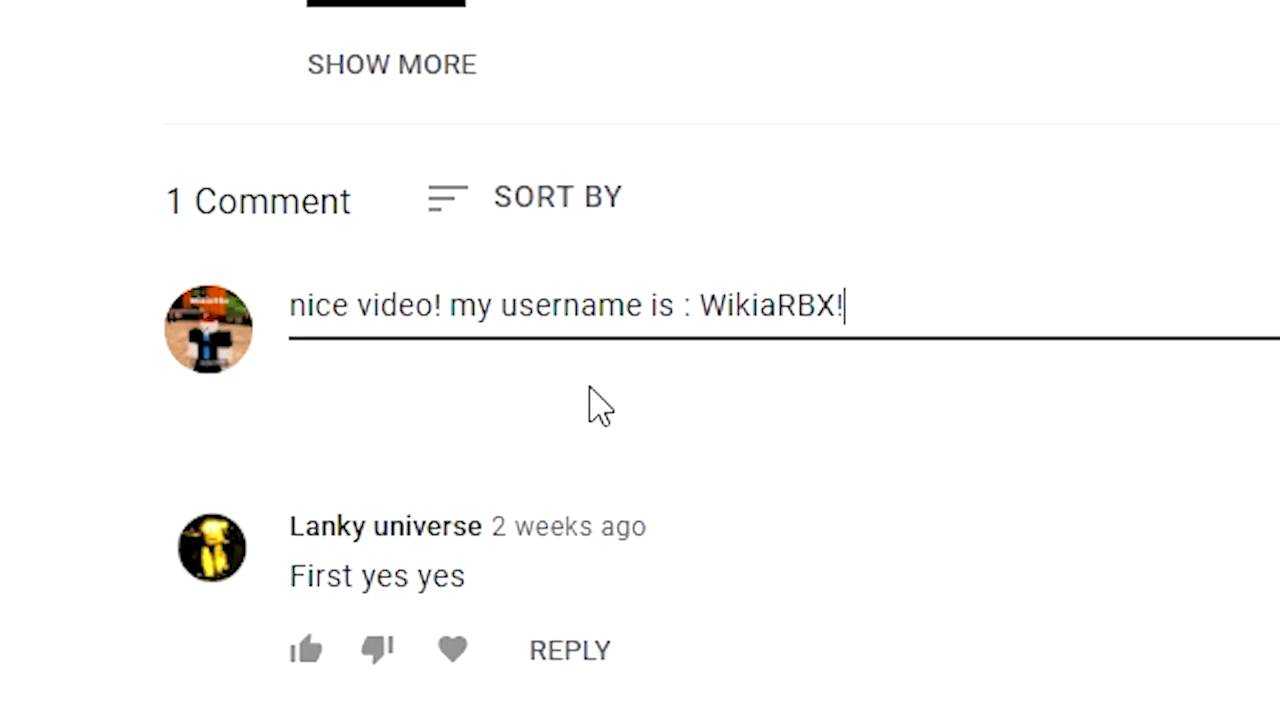 SHOW MORE
1 Comment
SORT BY
nice video! my username is : WikiaRBX!
Lanky universe 2 weeks ago
First yes yes
REPLY